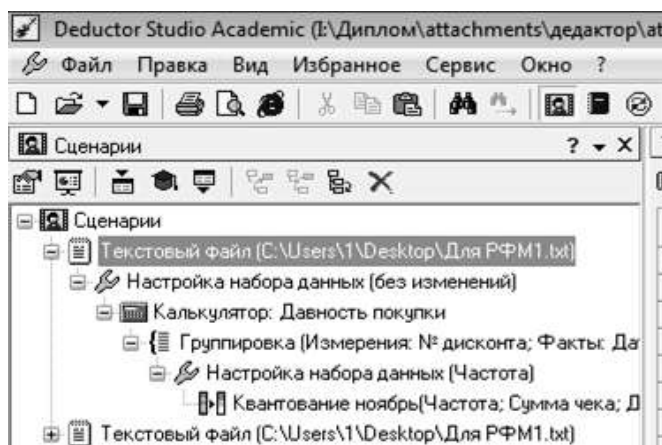 Deductor Studio Academic (I:\Диплом\attachments\дедактор\at
Файл Правка Вид Избранное Сервис Окно ?
Сценарии ?
Сценарии
Текстовый файл (C:\Users\1\Desktop\Для РФМ1.txt)
Настройка набора данных (без изменений)
Калькулятор: Давность покупки
Группировка (Измерения: № дисконта; Факты: Да
Настройка набора данных (Частота)
Квантование ноябрь(Частота; Сумма чека; Д
Текстовый файл (C:\Users\1\Desktop\Для РФМ1.txt)